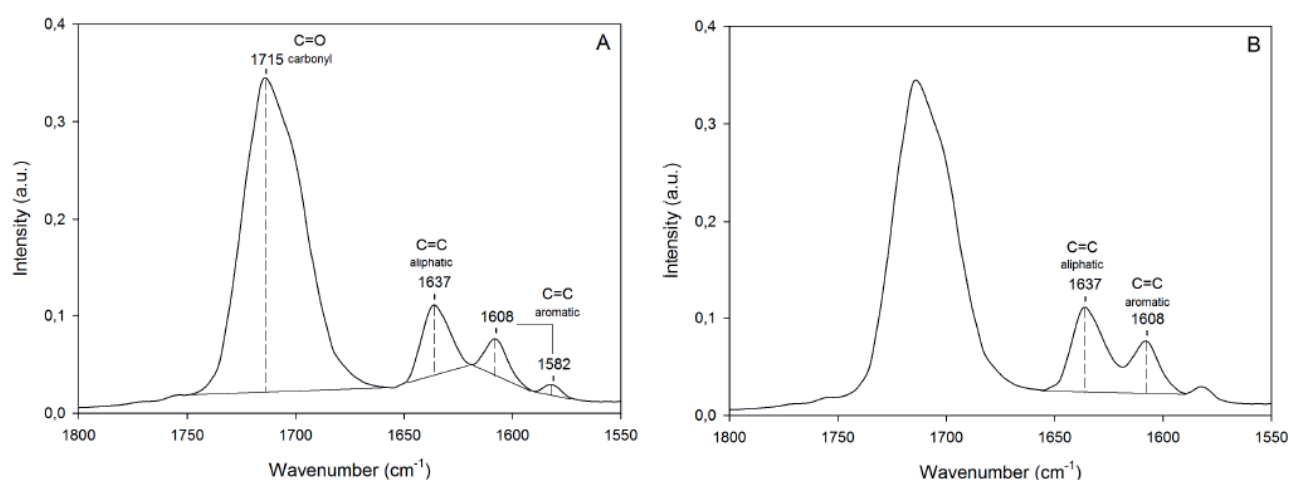 A
C=O
1715 carbonyl
C=C
aliphatic
1637
C=C
1608 aromatic
1582
0,4
0,3
0,2
0,1
0,0
Intensity (a.u.)
1800 1750 1700 1650 1600 1550
Wavenumber (cm⁻¹)
B
C=C
aliphatic
1637
C=C
aromatic
1608
0,4
0,3
0,2
0,1
0,0
Intensity (a.u.)
1800 1750 1700 1650 1600 1550
Wavenumber (cm⁻¹)